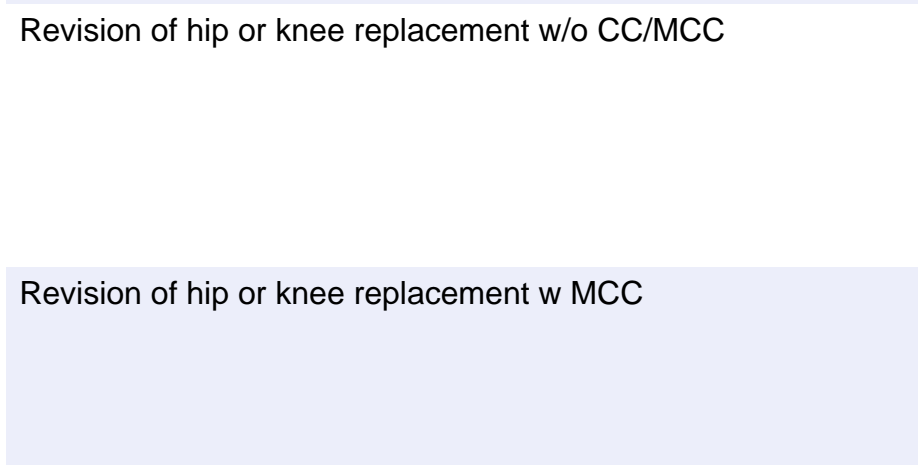 Revision of hip or knee replacement w/o CC/MCC
Revision of hip or knee replacement w MCC